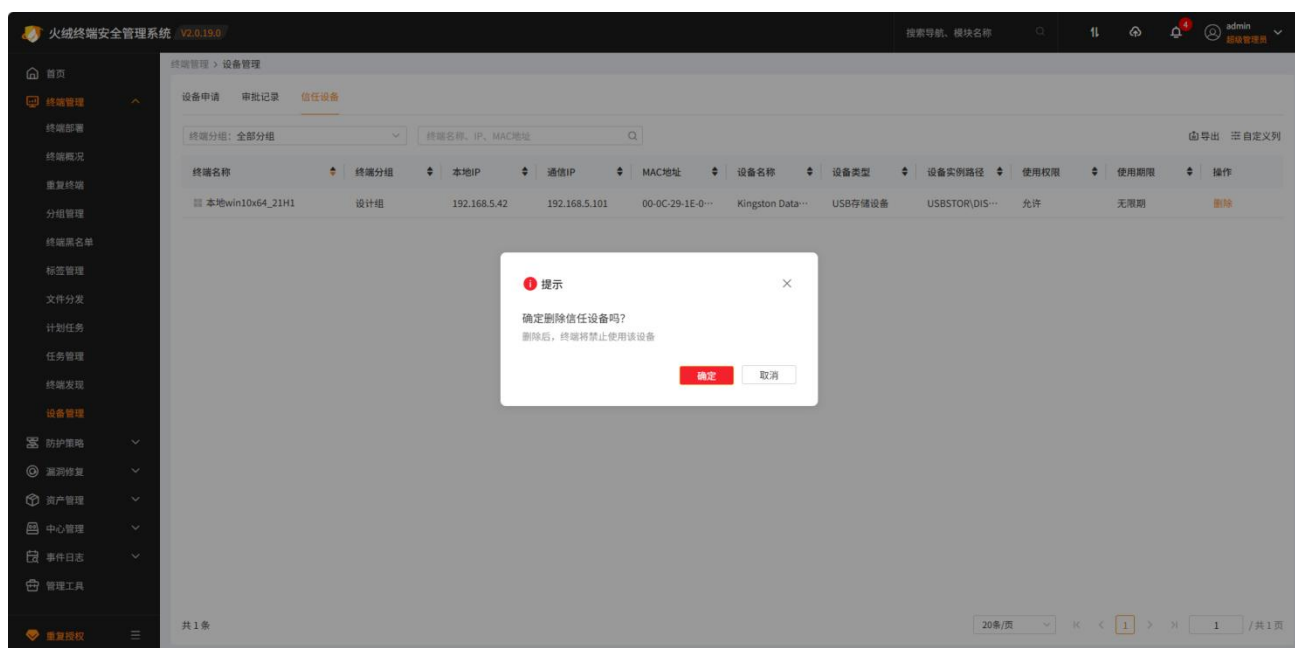 火绒终端安全管理系统 V2.0.19.0 搜索导航、模块名称 4 admin
超级管理员
首页
终端管理
终端部署
终端概况
重复终端
分组管理
终端黑名单
标签管理
文件分发
计划任务
任务管理
终端发现
设备管理
防护策略
漏洞修复
资产管理
中心管理
事件日志
管理工具
重复授权
终端管理 > 设备管理
设备申请 审批记录 信任设备
终端分组: 全部分组 终端名称、IP、MAC地址 导出 自定义列
终端名称 终端分组 本地IP 通信IP MAC地址 设备名称 设备类型 设备实例路径 使用权限 使用期限 操作
本地win10x64_21H1 设计组 192.168.5.42 192.168.5.101 00-0C-29-1E-0··· Kingston Data··· USB存储设备 USBSTOR\DIS··· 允许 无限期 删除
提示
确定删除信任设备吗?
删除后，终端将禁止使用该设备
确定 取消
共 1 条 20条/页 1 1 / 共 1 页